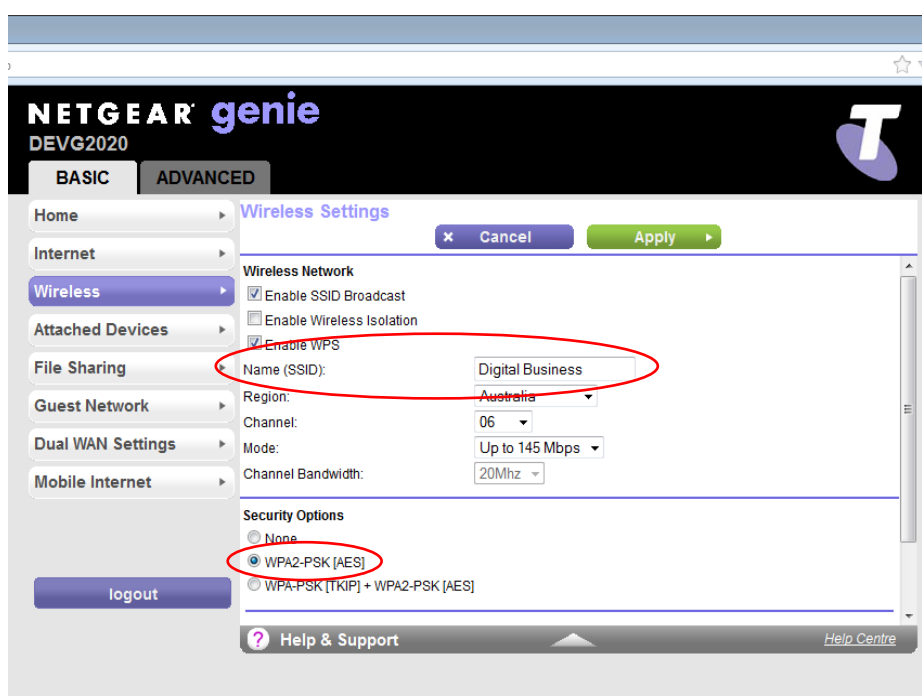 NETGEAR genie
DEVG2020
BASIC ADVANCED
Home
Internet
Wireless
Attached Devices
File Sharing
Guest Network
Dual WAN Settings
Mobile Internet
logout
Wireless Settings
Cancel Apply
Wireless Network
Enable SSID Broadcast
Enable Wireless Isolation
Enable WPS
Name (SSID): Digital Business
Region: Australia
Channel: 06
Mode: Up to 145 Mbps
Channel Bandwidth: 20Mhz
Security Options
None
WPA2-PSK [AES]
WPA-PSK [TKIP] + WPA2-PSK [AES]
? Help & Support Help Centre